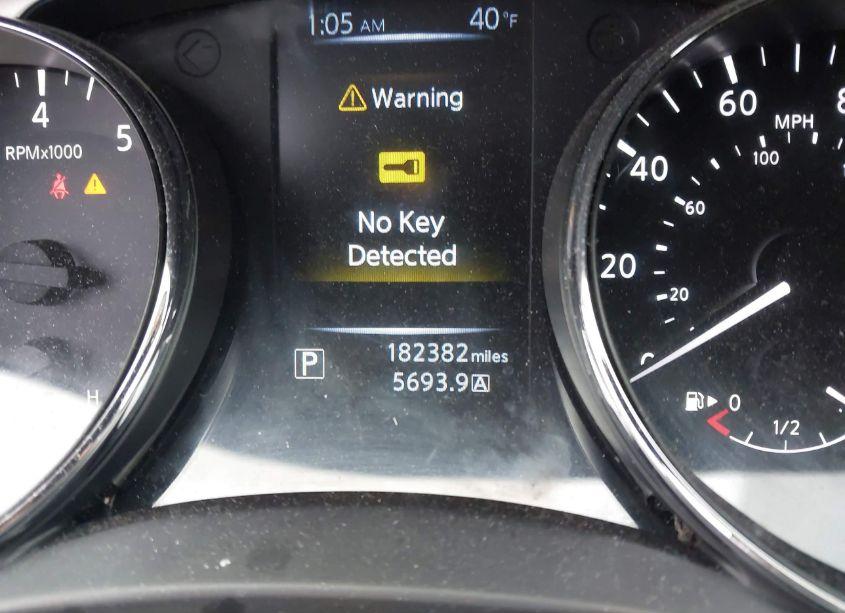 1:05 AM 40°F
Warning
No Key
Detected
P 182382 miles
5693.9 A
4
5
RPMx1000
H
60
MPH
100
40
60
20
20
0
0
1/2